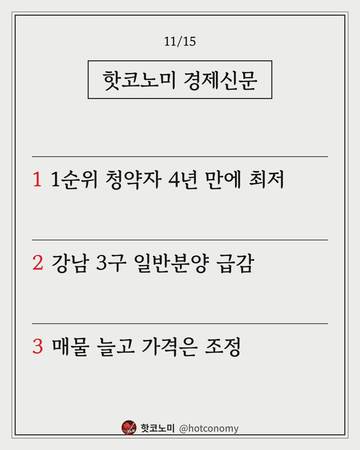 11/15
핫코노미 경제신문
1 1순위 청약자 4년 만에 최저
2 강남 3구 일반분양 급감
3 매물 늘고 가격은 조정
핫코노미 @hotconomy